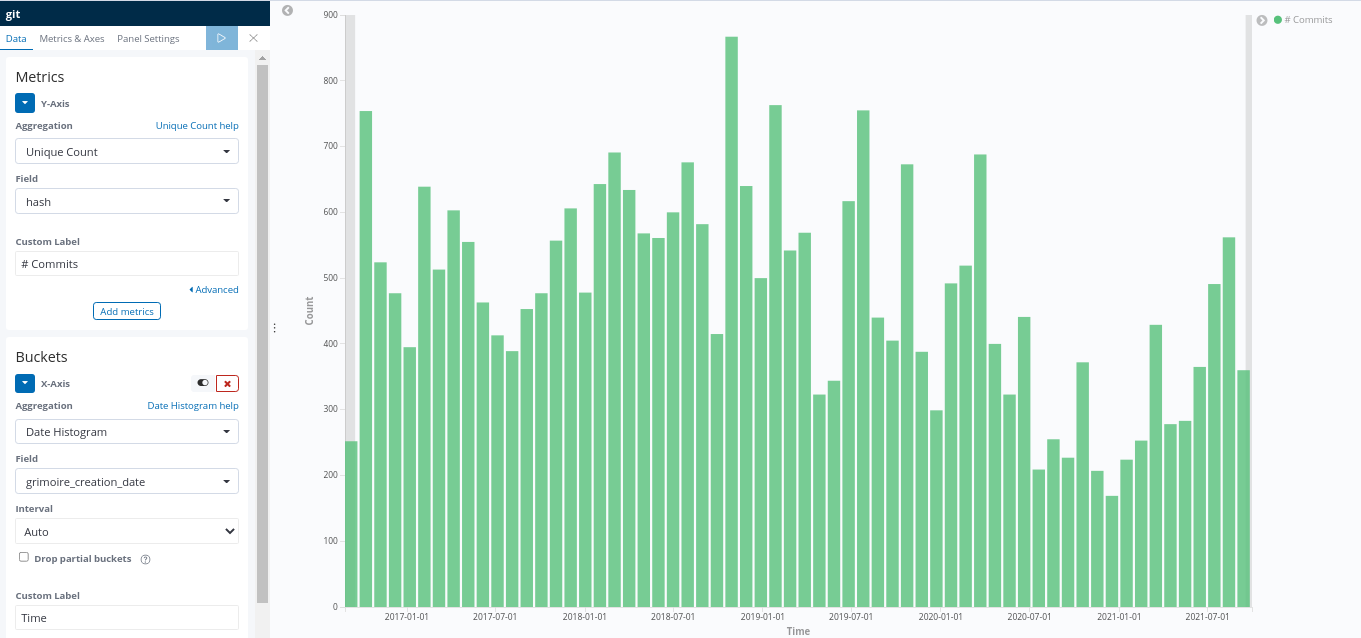 git
Data Metrics & Axes Panel Settings
Metrics
Y-Axis
Aggregation Unique Count help
Unique Count
Field
hash
Custom Label
# Commits
Advanced
Add metrics
Buckets
X-Axis
Aggregation Date Histogram help
Date Histogram
Field
grimoire_creation_date
Interval
Auto
Drop partial buckets
Custom Label
Time
# Commits
900
800
700
600
500
400
300
200
100
0
Count
2017-01-01 2017-07-01 2018-01-01 2018-07-01 2019-01-01 2019-07-01 2020-01-01 2020-07-01 2021-01-01 2021-07-01
Time